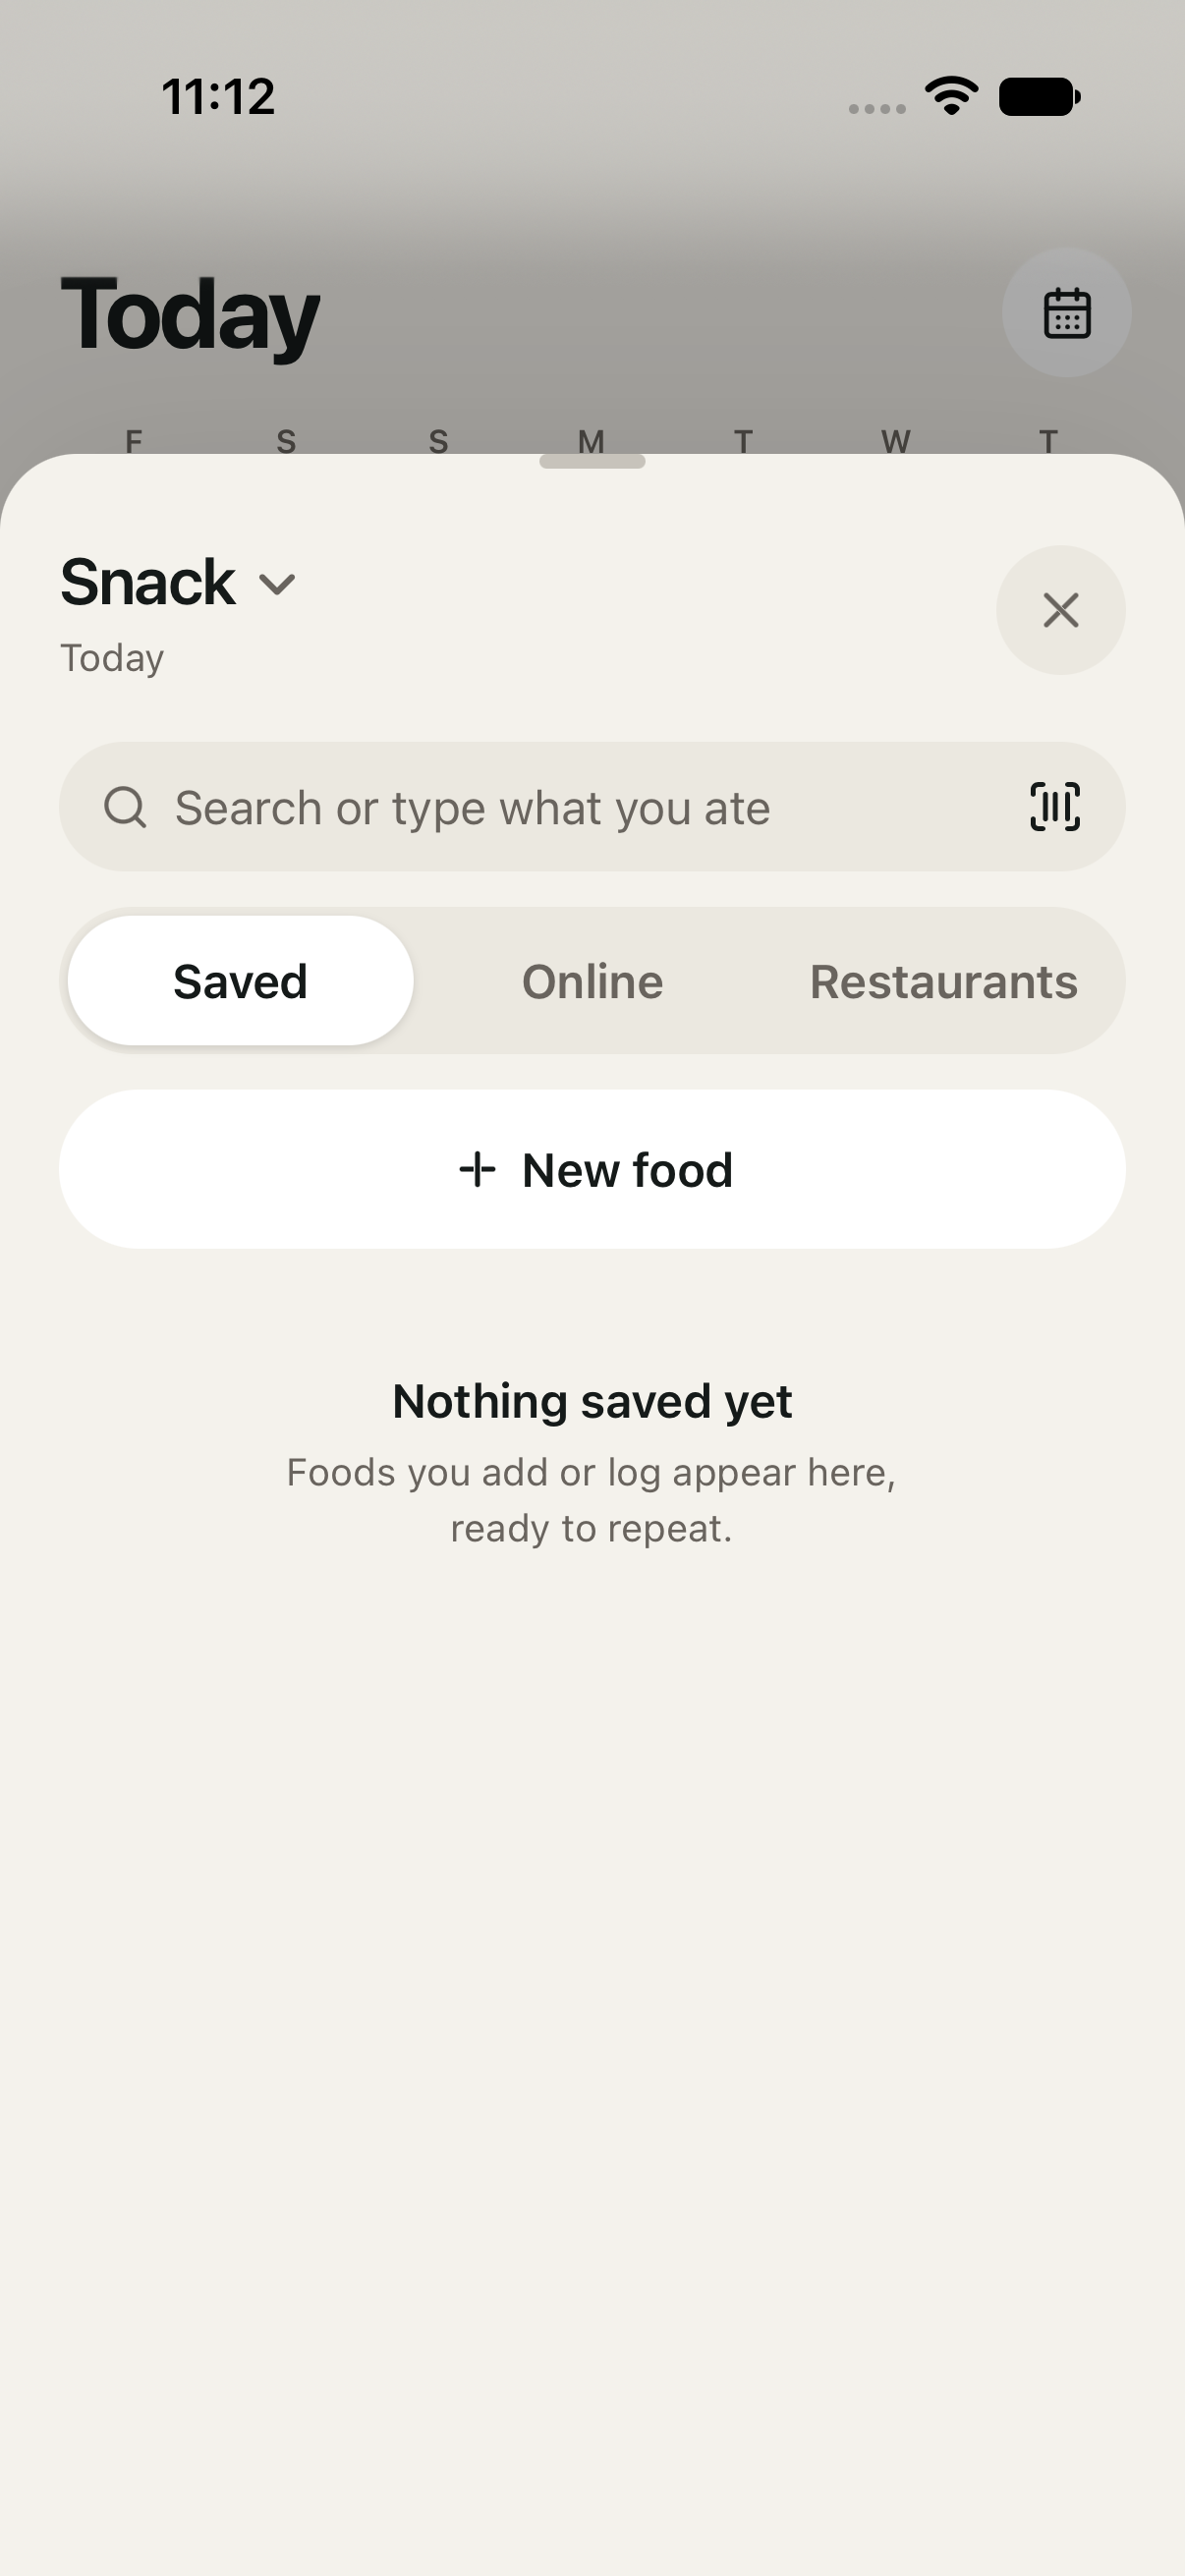 11:12
Today
F S S M T W T
Snack
Today
Search or type what you ate
Saved Online Restaurants
New food
Nothing saved yet
Foods you add or log appear here,
ready to repeat.